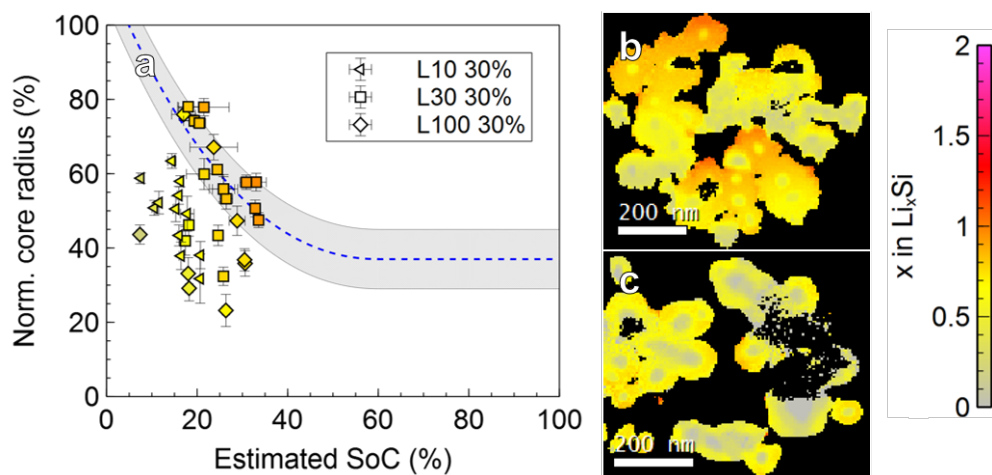 100
80
60
40
20
0
Norm. core radius (%)
a
L10 30%
L30 30%
L100 30%
0
20
40
60
80
100
Estimated SoC (%)
b
200 nm
c
200 nm
2
1.5
1
0.5
0
x in LiₓSi